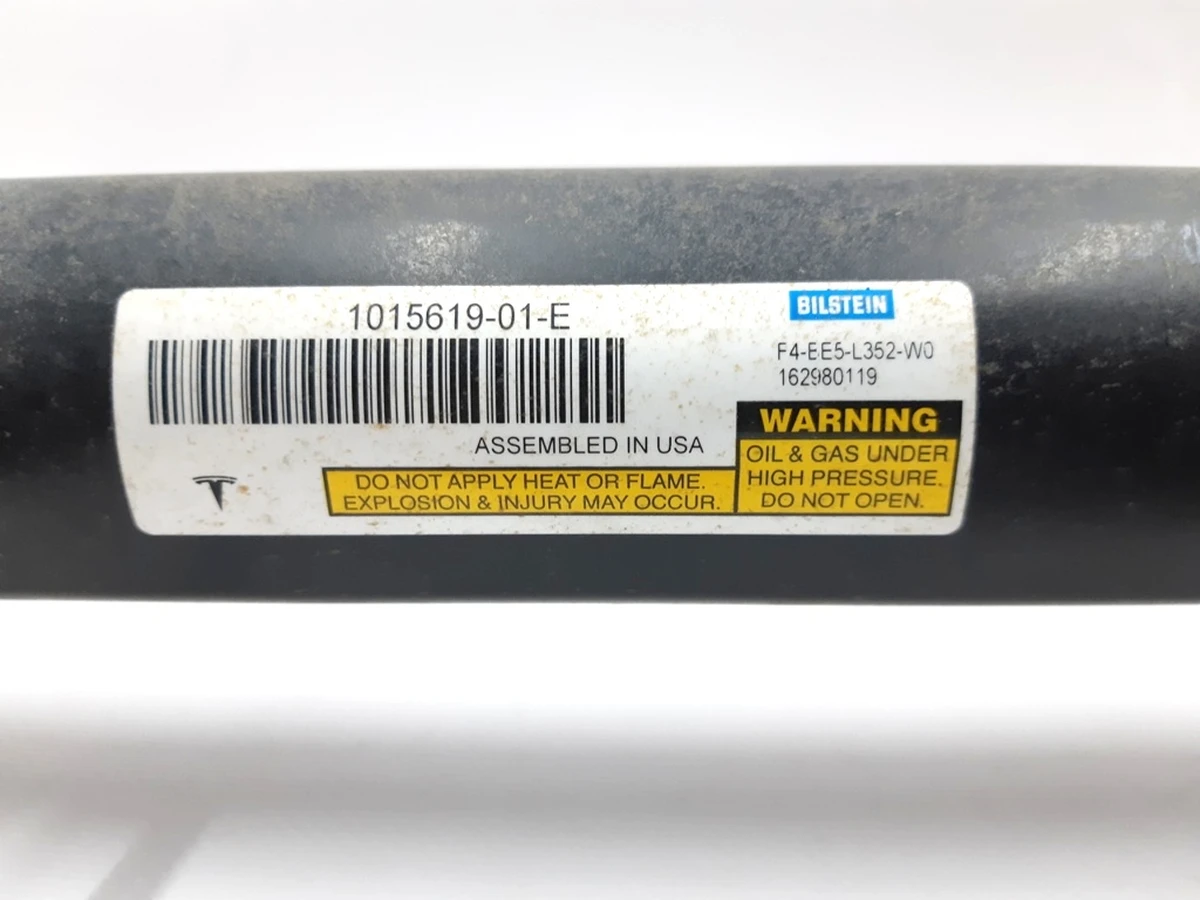 1015619-01-E
BILSTEIN
F4-EE5-L352-W0
162980119
ASSEMBLED IN USA
WARNING
OIL & GAS UNDER
HIGH PRESSURE.
DO NOT OPEN.
DO NOT APPLY HEAT OR FLAME.
EXPLOSION & INJURY MAY OCCUR.